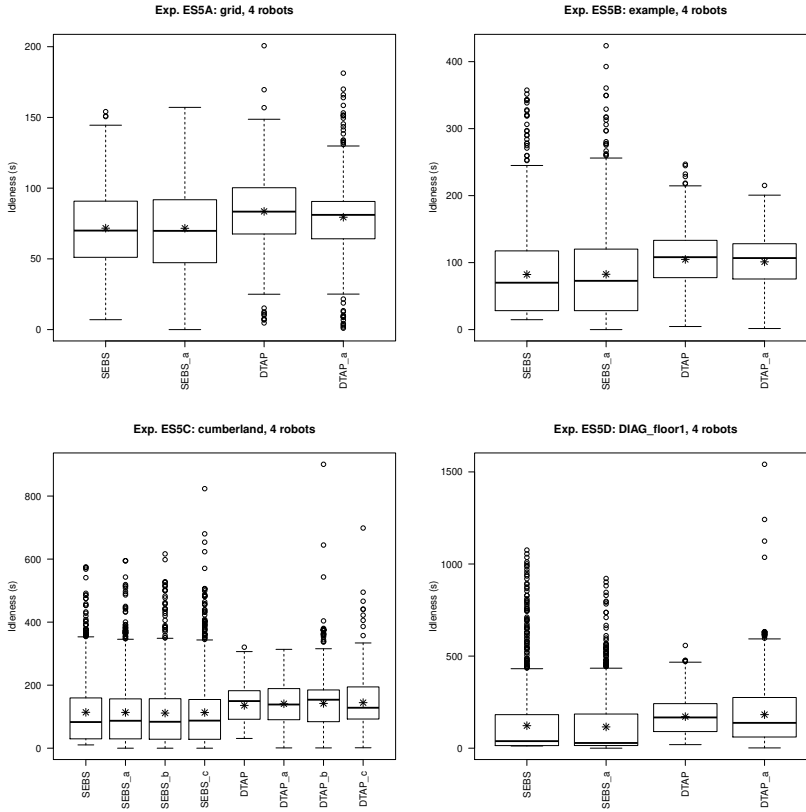 Exp. ES5A: grid, 4 robots
Idleness (s)
200
150
100
50
0
SEBS
SEBS_a
DTAP
DTAP_a
Exp. ES5B: example, 4 robots
Idleness (s)
400
300
200
100
0
SEBS
SEBS_a
DTAP
DTAP_a
Exp. ES5C: cumberland, 4 robots
Idleness (s)
800
600
400
200
0
SEBS
SEBS_a
SEBS_b
SEBS_c
DTAP
DTAP_a
DTAP_b
DTAP_c
Exp. ES5D: DIAG_floor1, 4 robots
Idleness (s)
1500
1000
500
0
SEBS
SEBS_a
DTAP
DTAP_a